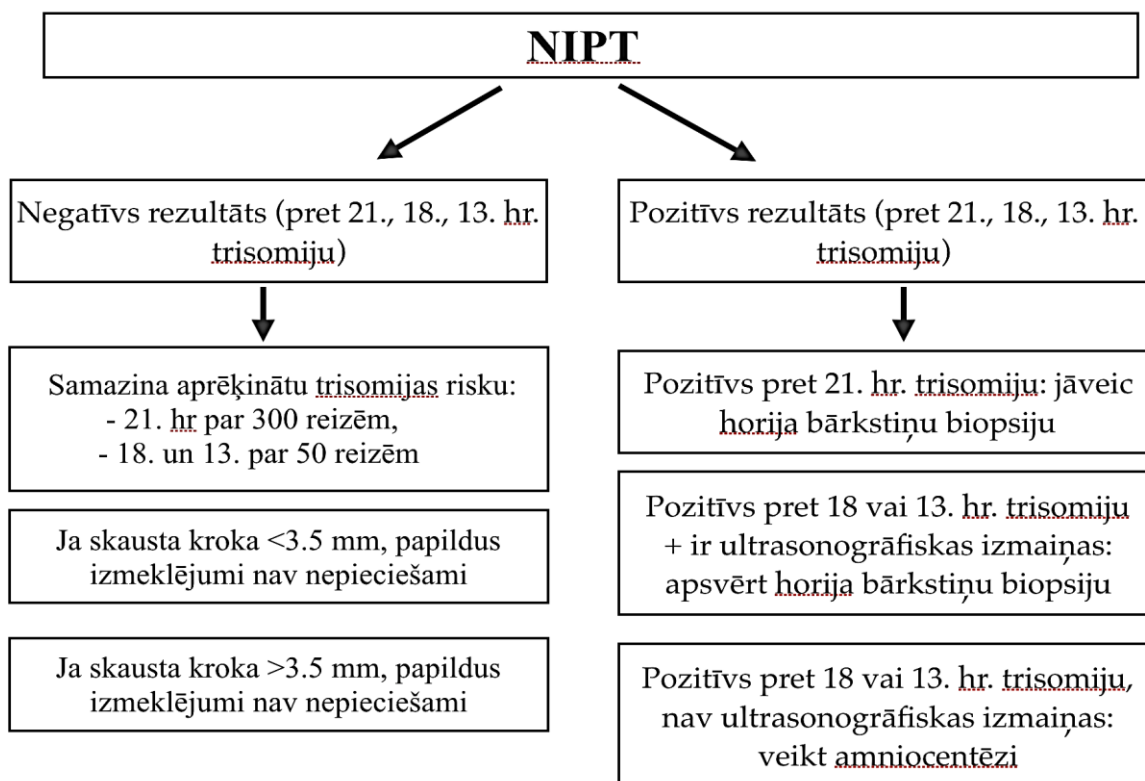 NIPT
Negatīvs rezultāts (pret 21., 18., 13. hr.
trisomiju)
Samazina aprēķinātu trisomijas risku:
- 21. hr par 300 reizēm,
- 18. un 13. par 50 reizēm
Ja skausta kroka <3.5 mm, papildus
izmeklējumi nav nepieciešami
Ja skausta kroka >3.5 mm, papildus
izmeklējumi nav nepieciešami
Pozitīvs rezultāts (pret 21., 18., 13. hr.
trisomiju)
Pozitīvs pret 21. hr. trisomiju: jāveic
horija bārkstiņu biopsiju
Pozitīvs pret 18 vai 13. hr. trisomiju
+ ir ultrasonogrāfiskas izmaiņas:
apsvērt horija bārkstiņu biopsiju
Pozitīvs pret 18 vai 13. hr. trisomiju,
nav ultrasonogrāfiskas izmaiņas:
veikt amniocentēzi